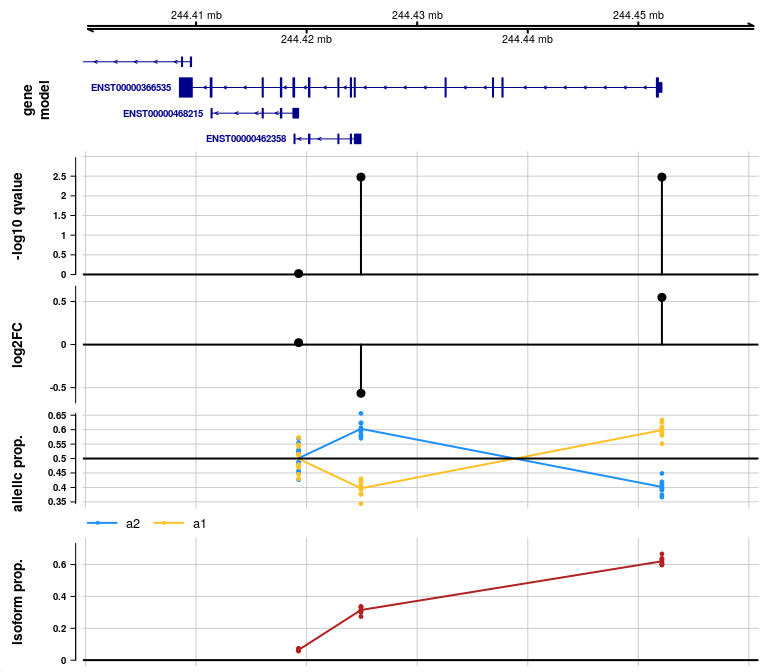 244.41 mb 244.43 mb 244.45 mb
244.42 mb 244.44 mb
gene
model
ENST00000366535
ENST00000468215
ENST00000462358
-log10 qvalue
2.5
2
1.5
1
0.5
0
log2FC
0.5
0
-0.5
allelic prop.
0.65
0.6
0.55
0.5
0.45
0.4
0.35
a2 a1
Isoform prop.
0.6
0.4
0.2
0